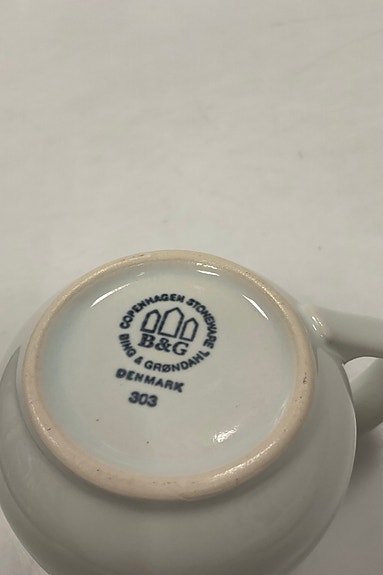 COPENHAGEN STONEWARE
B&G
BING & GRØNDAHL
DENMARK
303